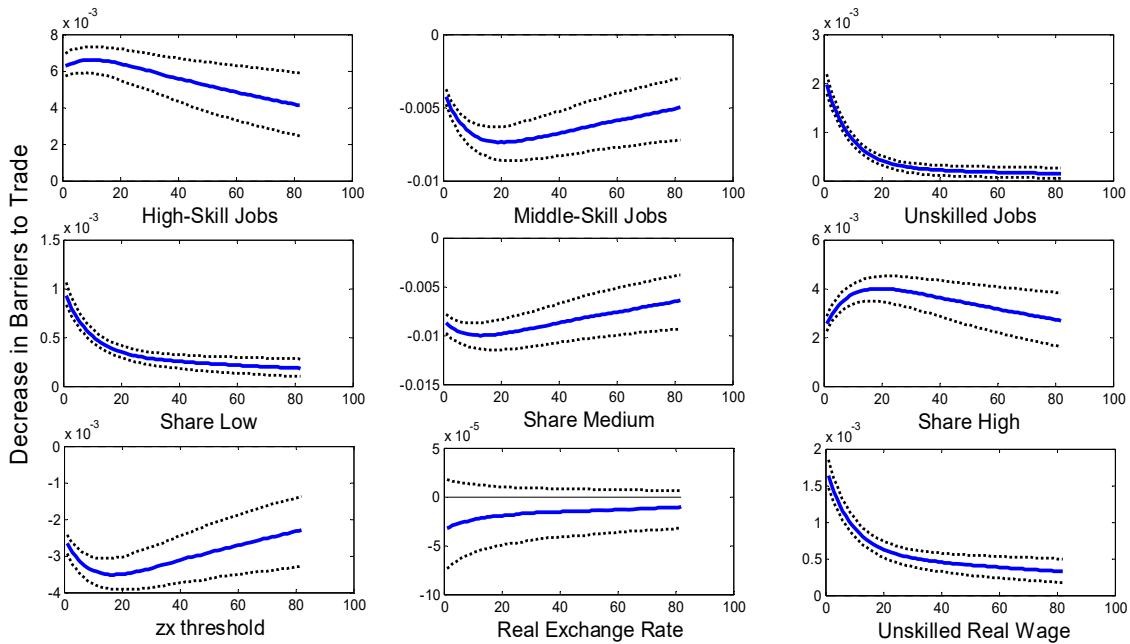 Decrease in Barriers to Trade
x 10^-3
8
6
4
2
0
0 20 40 60 80 100
High-Skill Jobs
0
-0.005
-0.01
0 20 40 60 80 100
Middle-Skill Jobs
x 10^-3
3
2
1
0
0 20 40 60 80 100
Unskilled Jobs
x 10^-3
1.5
1
0.5
0
0 20 40 60 80 100
Share Low
0
-0.005
-0.01
-0.015
0 20 40 60 80 100
Share Medium
x 10^-3
6
4
2
0
0 20 40 60 80 100
Share High
x 10^-3
0
-1
-2
-3
-4
0 20 40 60 80 100
zx threshold
x 10^-5
5
0
-5
-10
0 20 40 60 80 100
Real Exchange Rate
x 10^-3
2
1.5
1
0.5
0
0 20 40 60 80 100
Unskilled Real Wage